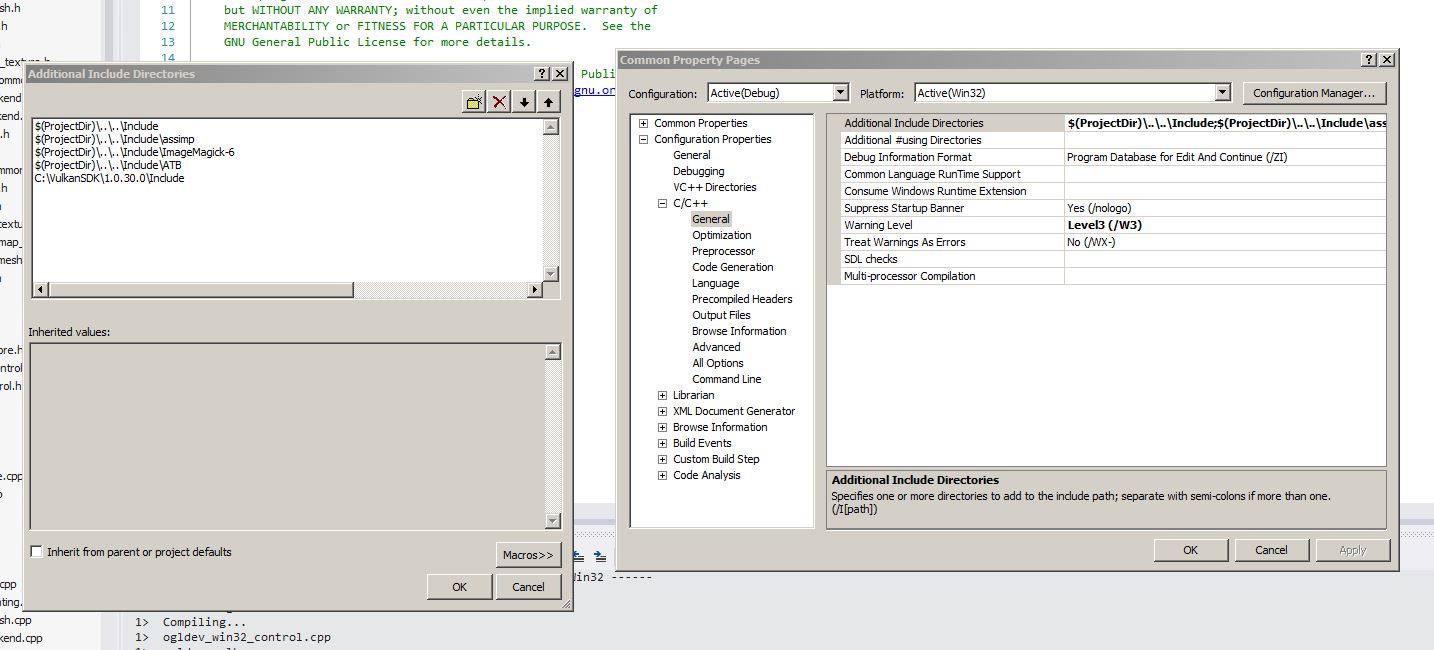 sh.h
.h
_texture.h
ommo
kend
kend.
.h
mmor
.h
textu
map_
mesh
ore.h
ontrol
rol.h
e.cpp
p
.cpp
ting.
sh.cpp
kend.cpp
11 but WITHOUT ANY WARRANTY; without even the implied warranty of
12 MERCHANTABILITY or FITNESS FOR A PARTICULAR PURPOSE.  See the
13 GNU General Public License for more details.
14
Publi
gnu.or
Additional Include Directories
$(ProjectDir)\..\..\Include
$(ProjectDir)\..\..\Include\assimp
$(ProjectDir)\..\..\Include\ImageMagick-6
$(ProjectDir)\..\..\Include\ATB
C:\VulkanSDK\1.0.30.0\Include
Inherited values:
Inherit from parent or project defaults
Macros>>
OK Cancel
Common Property Pages
Configuration: Active(Debug) Platform: Active(Win32) Configuration Manager...
Common Properties
Configuration Properties
General
Debugging
VC++ Directories
C/C++
General
Optimization
Preprocessor
Code Generation
Language
Precompiled Headers
Output Files
Browse Information
Advanced
All Options
Command Line
Librarian
XML Document Generator
Browse Information
Build Events
Custom Build Step
Code Analysis
Additional Include Directories $(ProjectDir)\..\..\Include;$(ProjectDir)\..\..\Include\ass
Additional #using Directories
Debug Information Format Program Database for Edit And Continue (/ZI)
Common Language RunTime Support
Consume Windows Runtime Extension
Suppress Startup Banner Yes (/nologo)
Warning Level Level3 (/W3)
Treat Warnings As Errors No (/WX-)
SDL checks
Multi-processor Compilation
Additional Include Directories
Specifies one or more directories to add to the include path; separate with semi-colons if more than one.
(/I[path])
OK Cancel Apply
Win32 ------
1>  Compiling...
1>  ogldev_win32_control.cpp